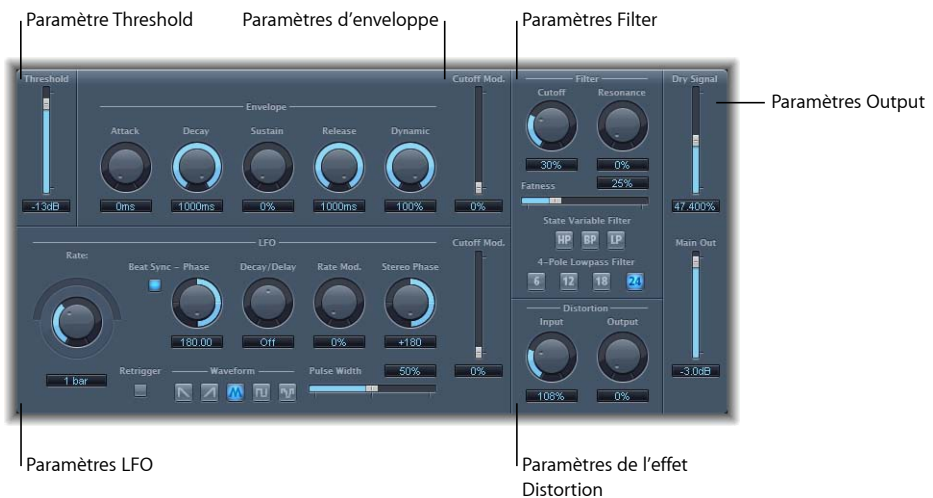 Paramètre Threshold
Paramètres d'enveloppe
Paramètres Filter
Threshold
Cutoff Mod.
Filter
Dry Signal
Cutoff
Resonance
Paramètres Output
Envelope
Attack
Decay
Sustain
Release
Dynamic
30%
0%
Fatness
25%
-13dB
0ms
1000ms
0%
1000ms
100%
0%
47.400%
State Variable Filter
HP
BP
LP
LFO
Cutoff Mod.
Main Out
Rate:
Beat Sync – Phase
Decay/Delay
Rate Mod.
Stereo Phase
4-Pole Lowpass Filter
6
12
18
24
Distortion
Input
Output
180.00
Off
0%
+180
Retrigger
Waveform
Pulse Width
50%
0%
-3.0dB
1 bar
108%
0%
Paramètres LFO
Paramètres de l'effet
Distortion